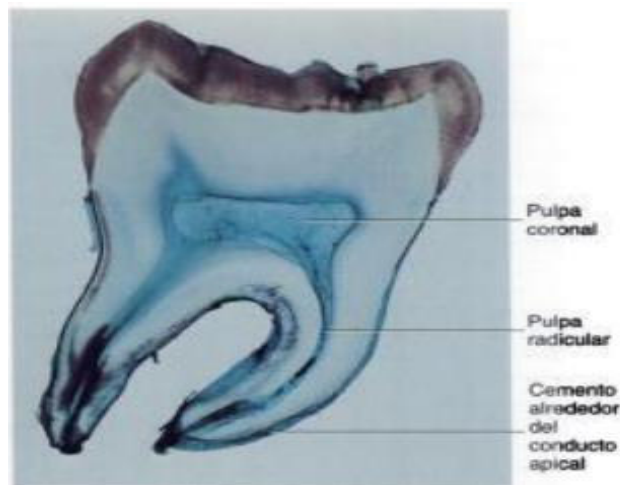 Pulpa
coronal
Pulpa
radicular
Cemento
alrededor
del
conducto
apical